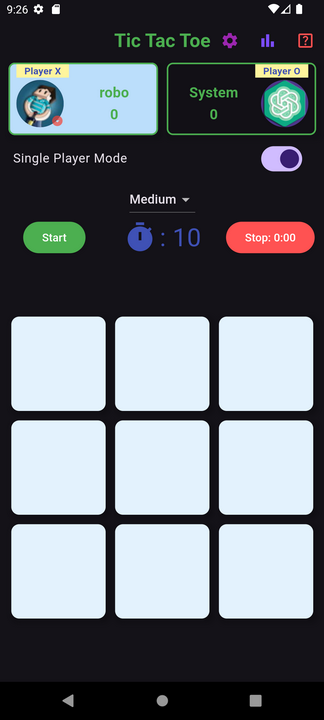 9:26
Tic Tac Toe
?
Player X
robo
0
Player O
System
0
Single Player Mode
Medium
Start
: 10
Stop: 0:00